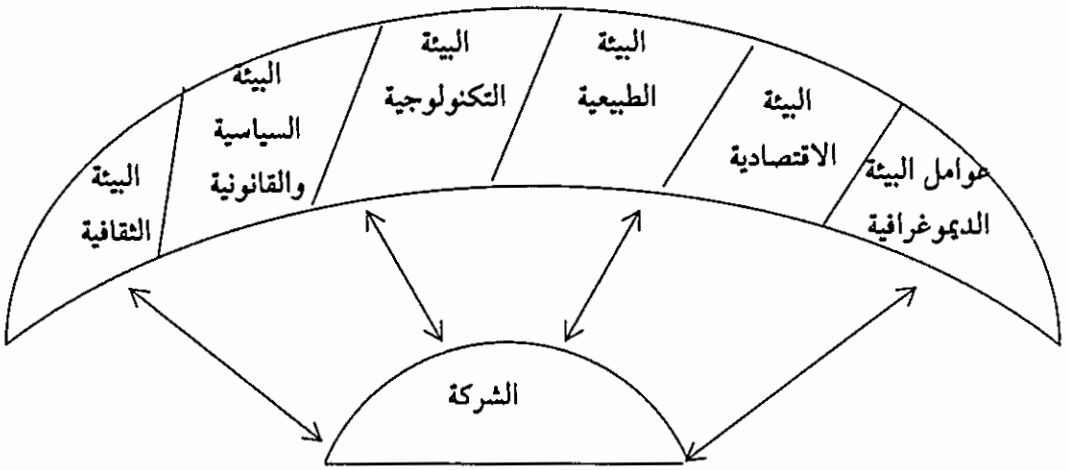 عوامل البيئة
الديموغرافية
البيئة
الاقتصادية
البيئة
الطبيعية
البيئة
التكنولوجية
البيئة
السياسية
والقانونية
البيئة
الثقافية
الشركة